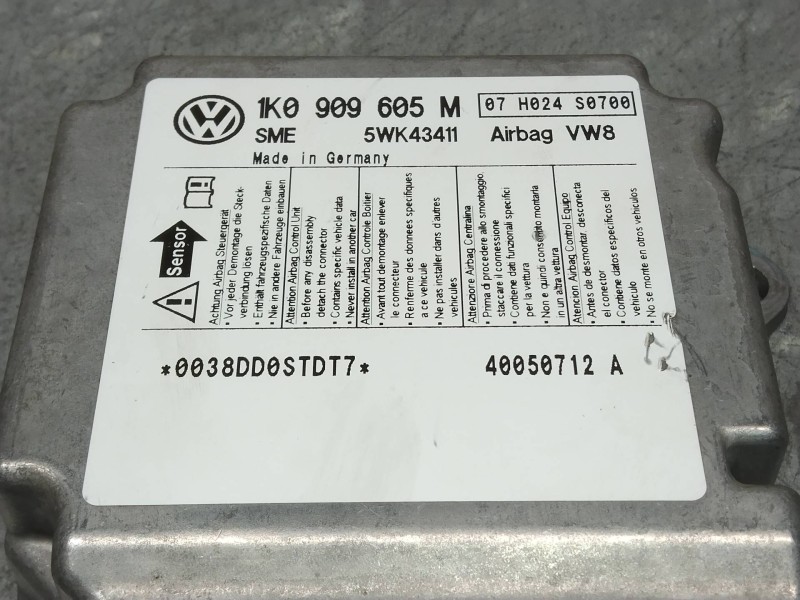 1K0 909 605 M
07 H024 S0700
SME 5WK43411 Airbag VW8
Made in Germany
Sensor
Achtung Airbag Steuergerät
• Vor jeder Demontage die Steck-
verbindung lösen
• Enthält fahrzeugspezifische Daten
• Nie in andere Fahrzeuge einbauen
Attention Airbag Control Unit
• Before any disassembly
detach the connector
• Contains specific vehicle data
• Never install in another car
Attention Airbag Controle Boitier
• Avant tout demontage enlever
le connecteur
• Renferme des données specifiques
a ce véhicule
• Ne pas installer dans d'autres
véhicules
Attenzione Airbag Centralina
• Prima di procedere allo smontaggio,
staccare il connessione
• Contiene dati funzionali specifici
per la vettura
• Non e quindi montarla
in un altra vettura
Atencion Airbag Control Equipo
• Antes de desmontar desconecta
el conector
• Contiene datos especificos del
vehiculo
• No se monte en otros vehiculos
*0038DD0STDT7*
40050712 A